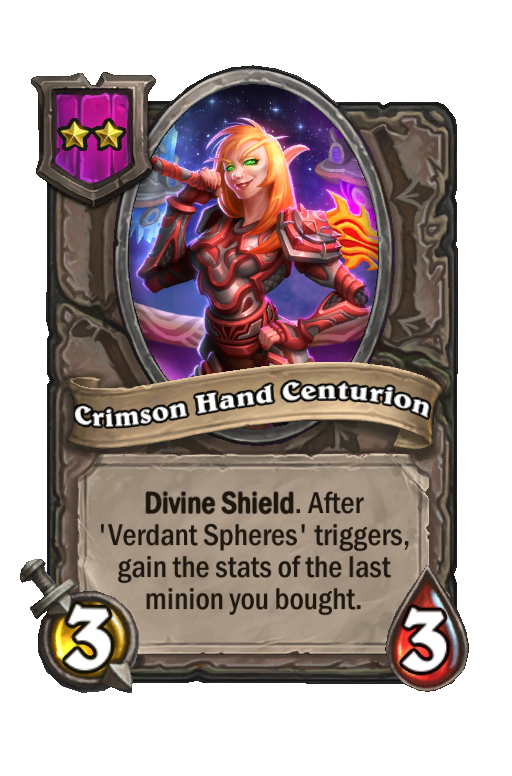 Crimson Hand Centurion
Divine Shield. After
'Verdant Spheres' triggers,
gain the stats of the last
minion you bought.
3
3